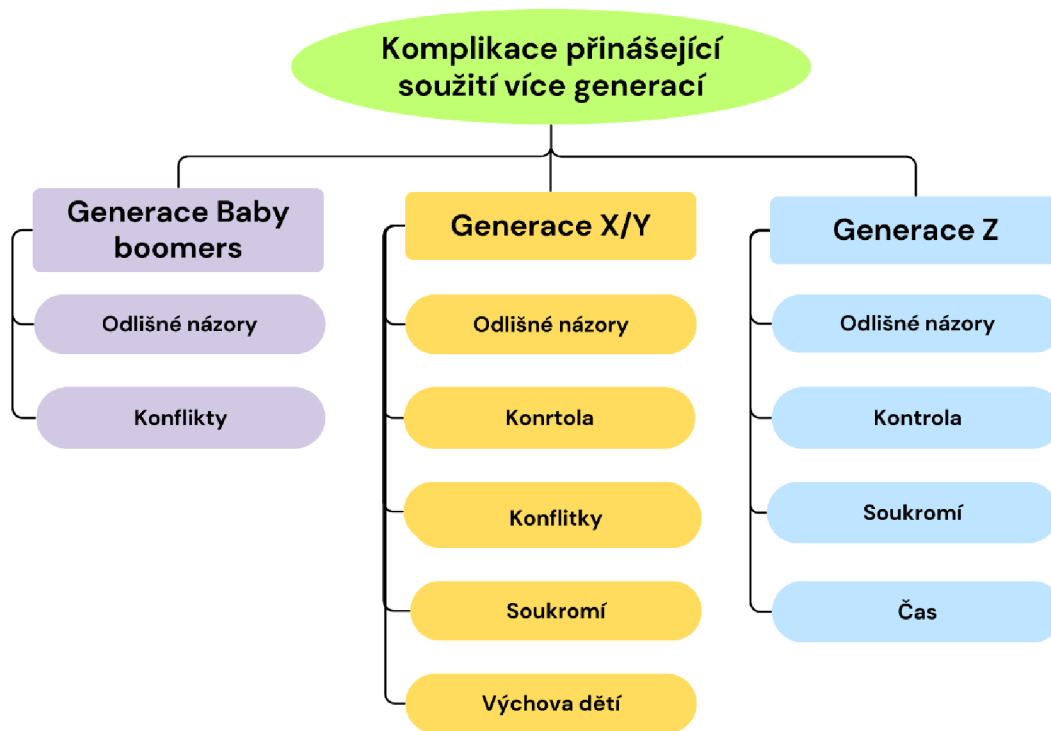 Komplikace přinášející
soužití více generací
Generace Baby
boomers
Odlišné názory
Konflikty
Generace X/Y
Odlišné názory
Konrtola
Konflitky
Soukromí
Výchova dětí
Generace Z
Odlišné názory
Kontrola
Soukromí
Čas